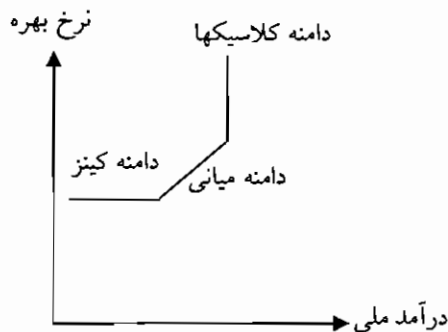 نرخ بهره
دامنه کلاسیکها
دامنه کینز
دامنه میانی
درآمد ملی